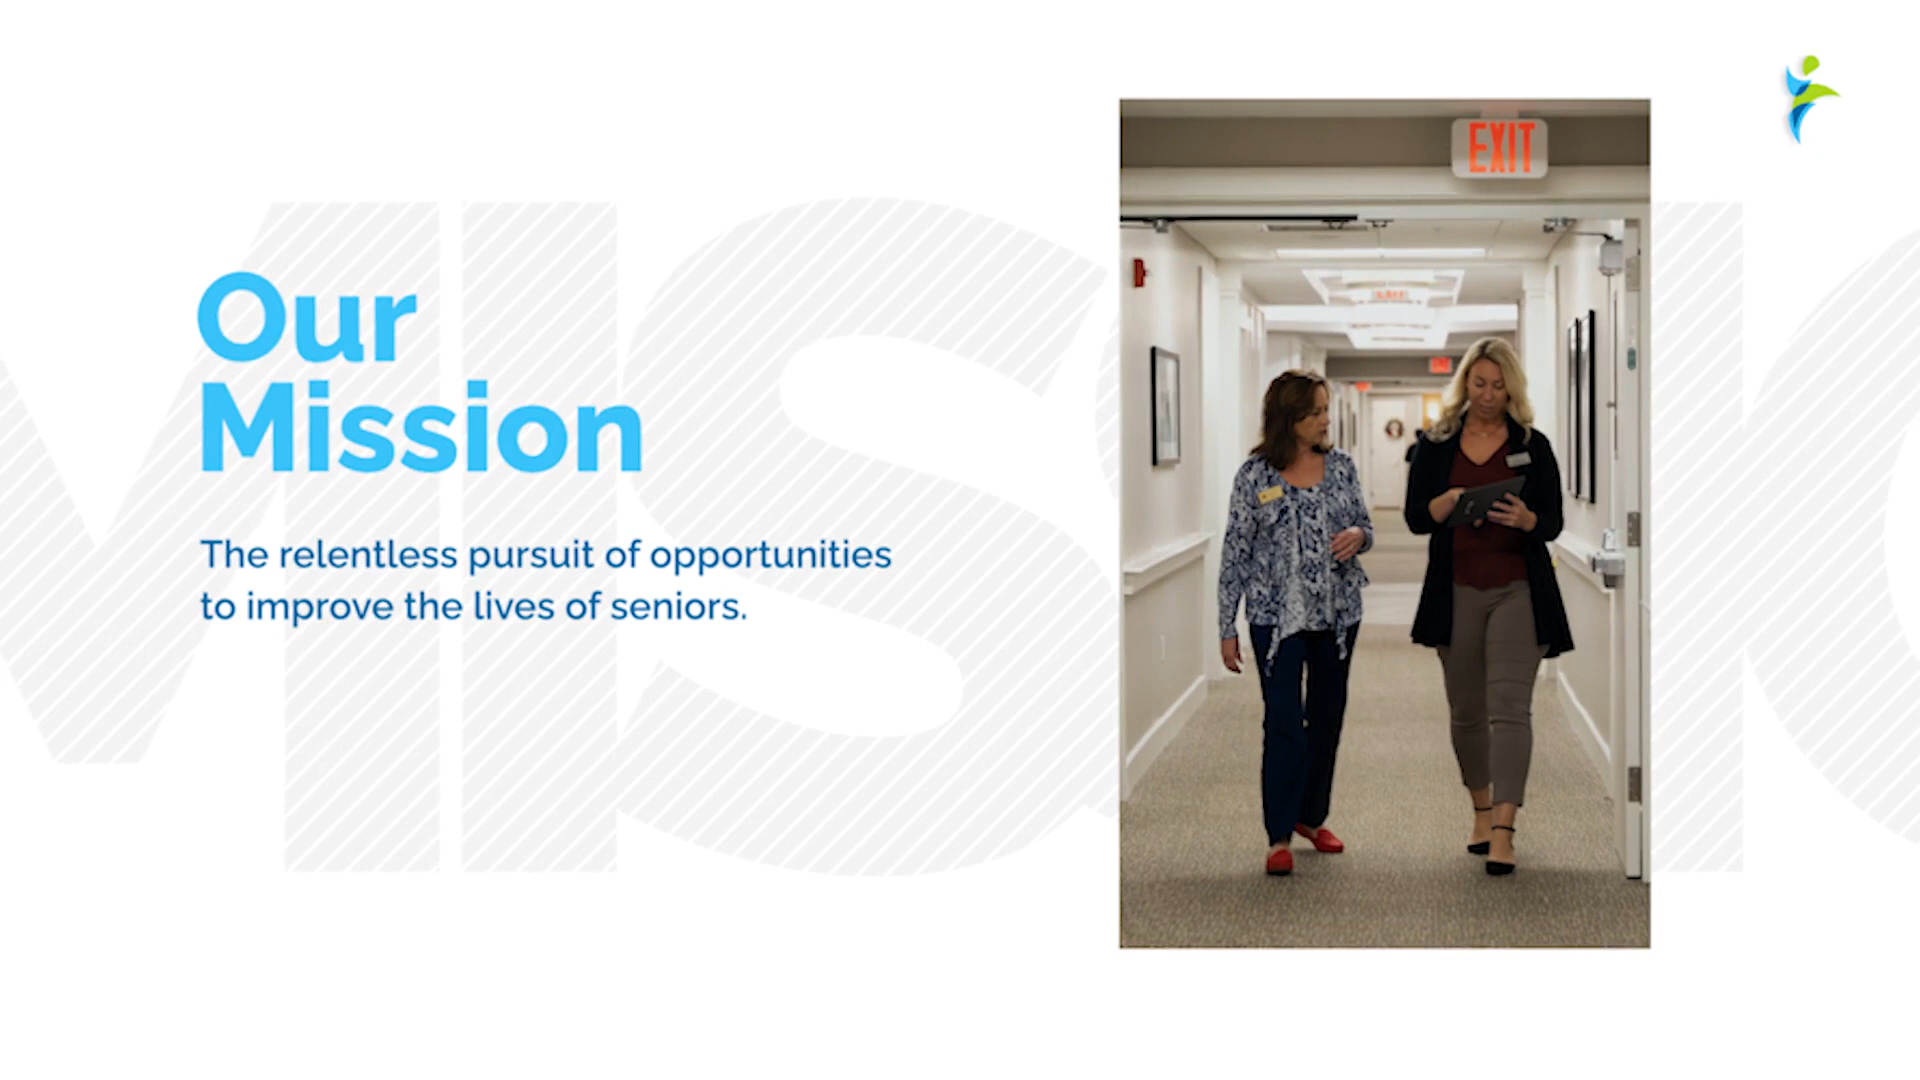 Our
Mission
The relentless pursuit of opportunities
to improve the lives of seniors.
EXIT